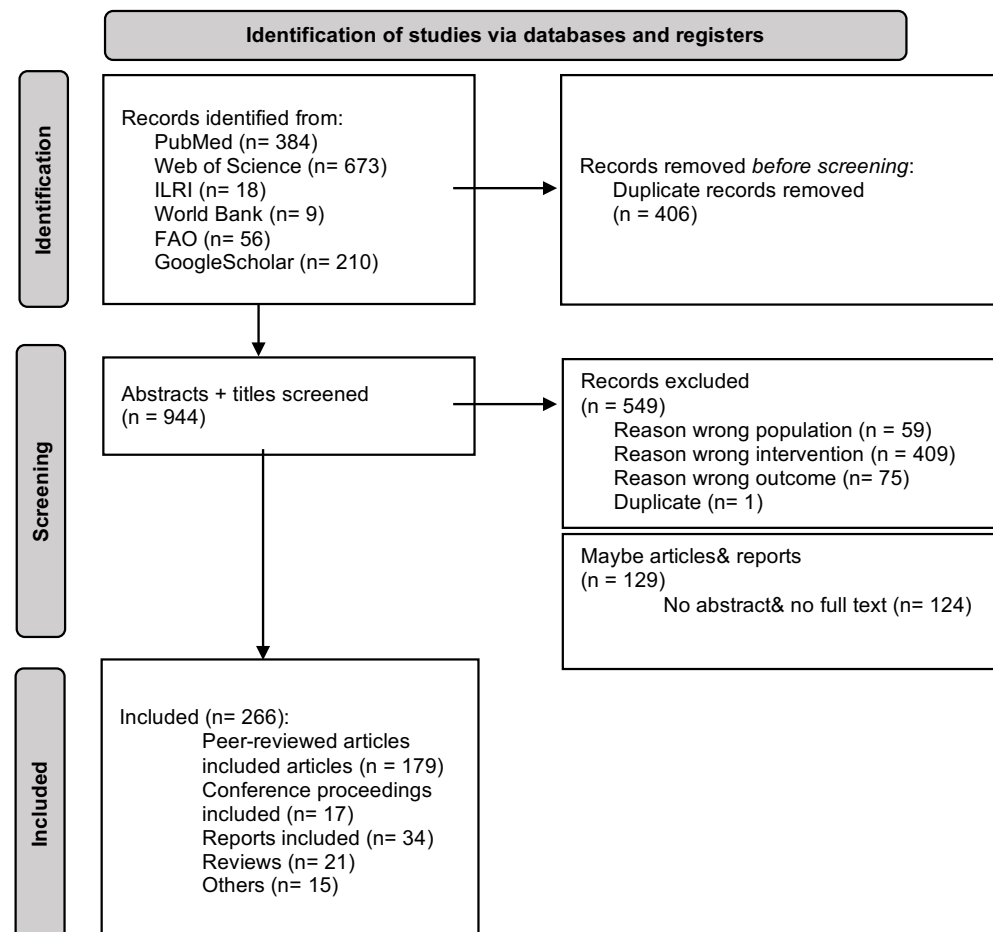 Identification of studies via databases and registers
Identification
Records identified from:
PubMed (n= 384)
Web of Science (n= 673)
ILRI (n= 18)
World Bank (n= 9)
FAO (n= 56)
GoogleScholar (n= 210)
Records removed before screening:
Duplicate records removed
(n = 406)
Screening
Abstracts + titles screened
(n = 944)
Records excluded
(n = 549)
Reason wrong population (n = 59)
Reason wrong intervention (n = 409)
Reason wrong outcome (n= 75)
Duplicate (n= 1)
Maybe articles& reports
(n = 129)
No abstract& no full text (n= 124)
Included
Included (n= 266):
Peer-reviewed articles
included articles (n = 179)
Conference proceedings
included (n= 17)
Reports included (n= 34)
Reviews (n= 21)
Others (n= 15)